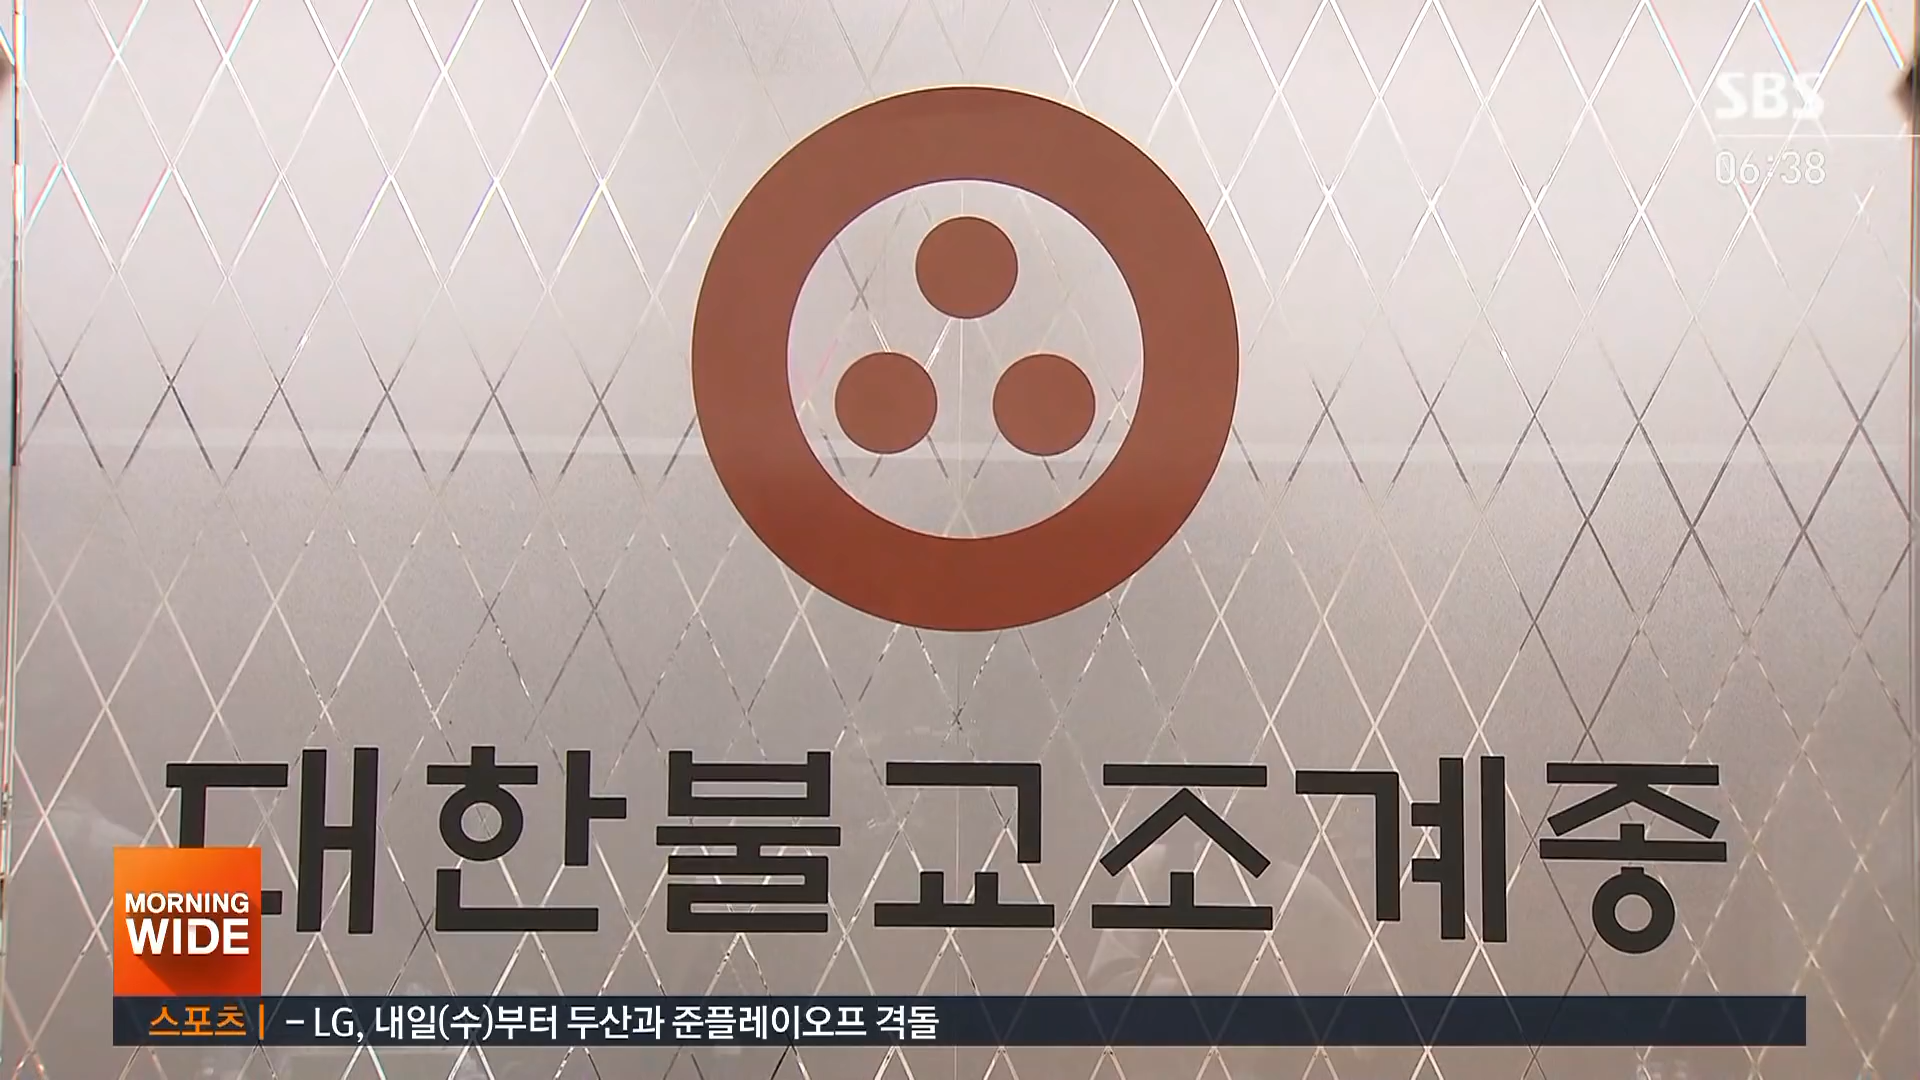 SBS
06:38
대한불교조계종
MORNING
WIDE
스포츠 | - LG, 내일(수)부터 두산과 준플레이오프 격돌